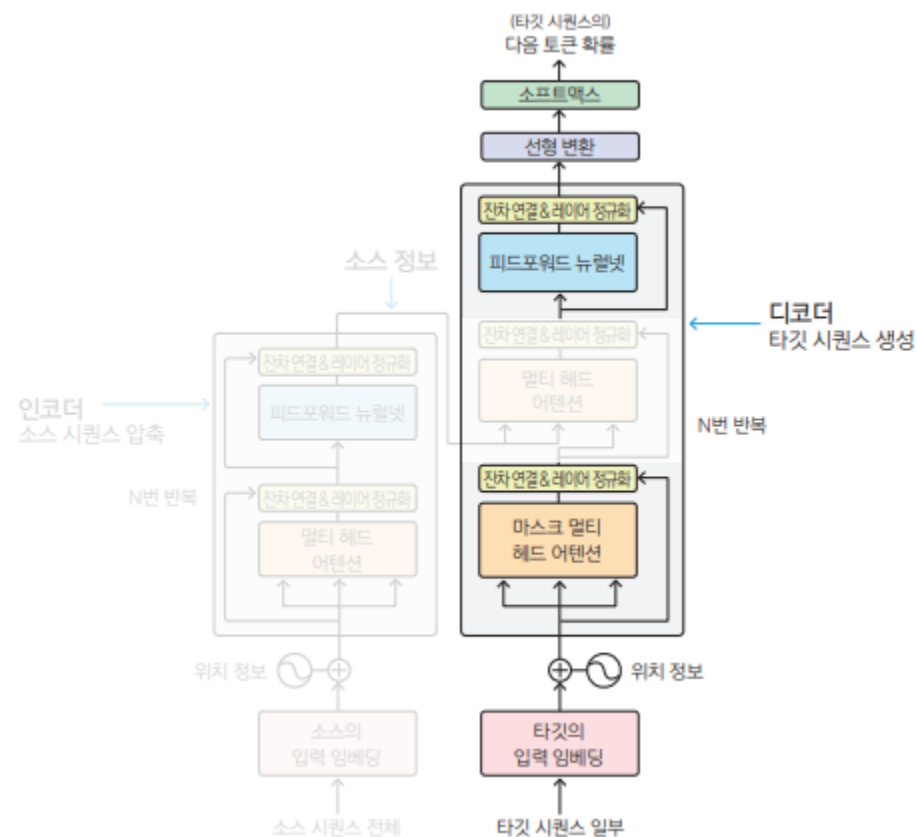 (타깃 시퀀스의)
다음 토큰 확률
소프트맥스
선형 변환
잔차 연결 & 레이어 정규화
피드포워드 뉴럴넷
소스 정보
디코더
타깃 시퀀스 생성
잔차 연결 & 레이어 정규화
잔차 연결 & 레이어 정규화
멀티 헤드
어텐션
인코더
소스 시퀀스 압축
피드포워드 뉴럴넷
N번 반복
N번 반복
잔차 연결 & 레이어 정규화
잔차 연결 & 레이어 정규화
멀티 헤드
어텐션
마스크 멀티
헤드 어텐션
위치 정보
위치 정보
소스의
입력 임베딩
타깃의
입력 임베딩
소스 시퀀스 전체
타깃 시퀀스 일부